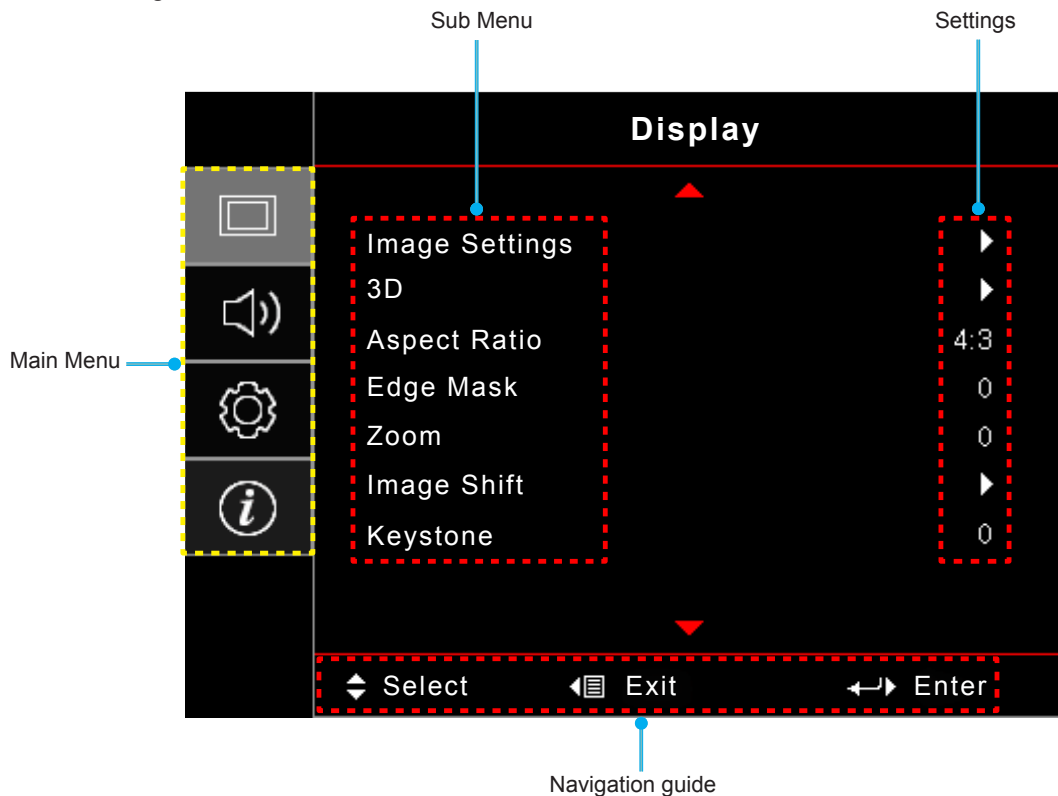 Sub Menu Settings
Display
Image Settings
3D
Aspect Ratio 4:3
Main Menu
Edge Mask 0
Zoom 0
Image Shift
Keystone 0
Select Exit Enter
Navigation guide